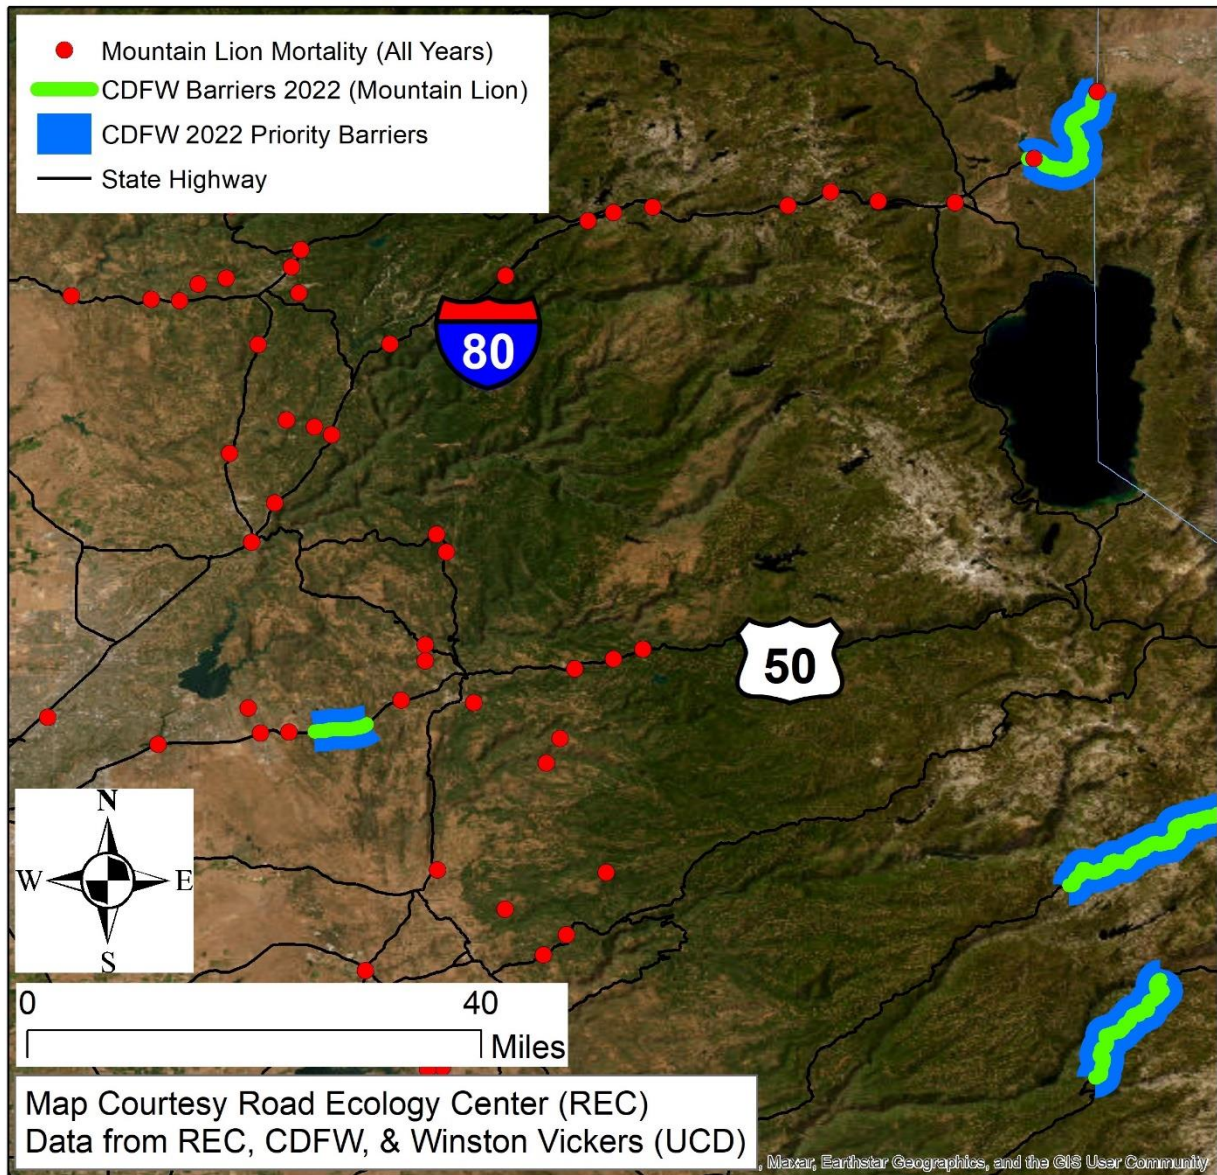 Mountain Lion Mortality (All Years)
CDFW Barriers 2022 (Mountain Lion)
CDFW 2022 Priority Barriers
State Highway
80
50
N
W E
S
0 40
Miles
Map Courtesy Road Ecology Center (REC)
Data from REC, CDFW, & Winston Vickers (UCD)
, Maxar, Earthstar Geographics, and the GIS User Community